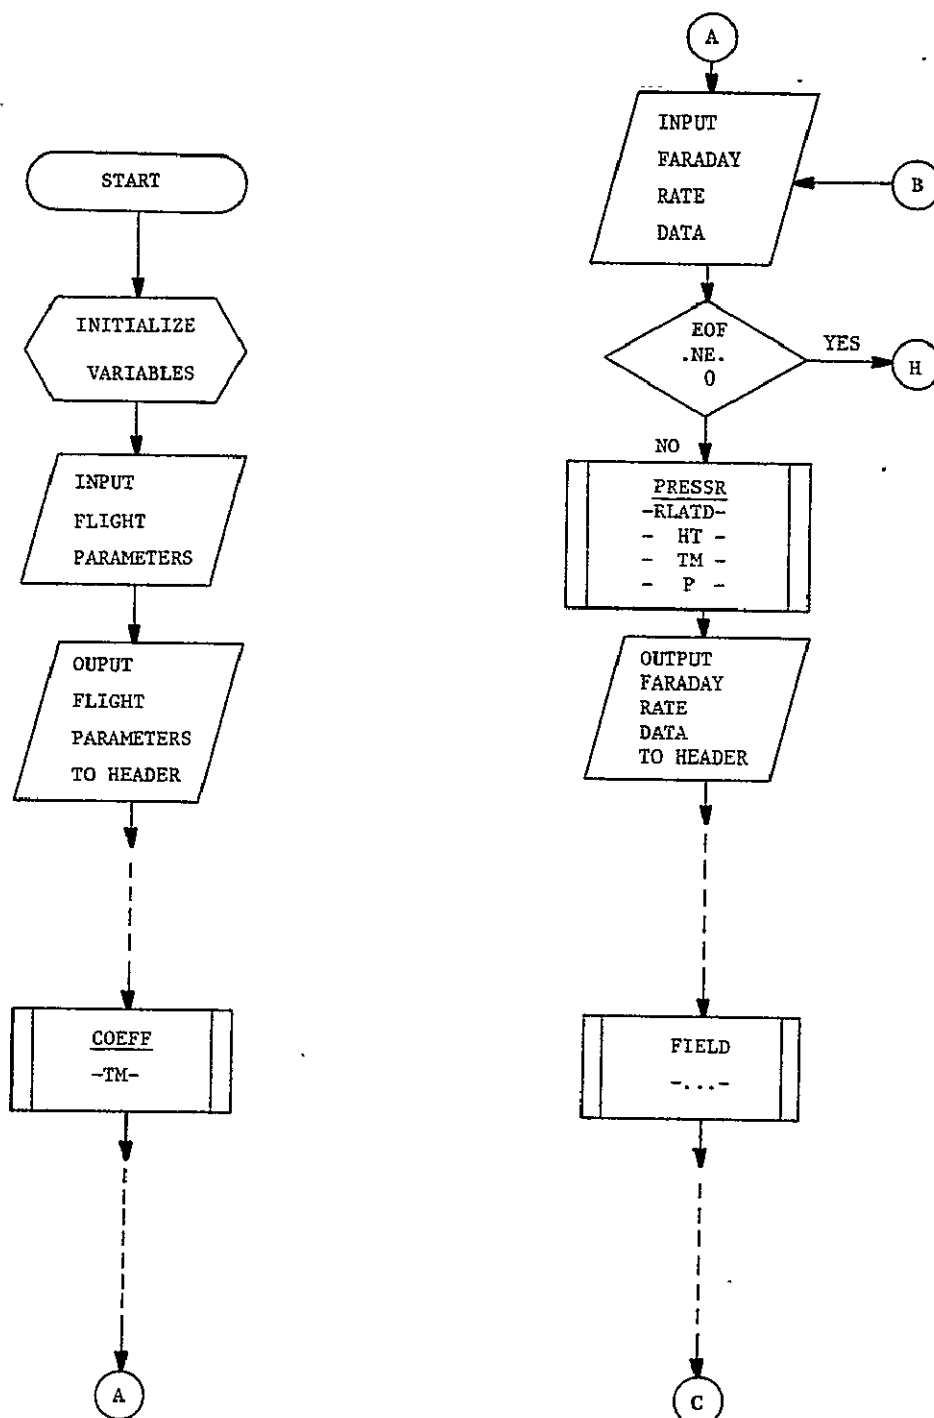 START
INITIALIZE
VARIABLES
INPUT
FLIGHT
PARAMETERS
OUPUT
FLIGHT
PARAMETERS
TO HEADER
COEFF
-TM-
A
A
INPUT
FARADAY
RATE
DATA
B
EOF
.NE.
0
YES
H
NO
PRESSR
-RLATD-
- HT -
- TM -
- P -
OUTPUT
FARADAY
RATE
DATA
TO HEADER
FIELD
-...-
C